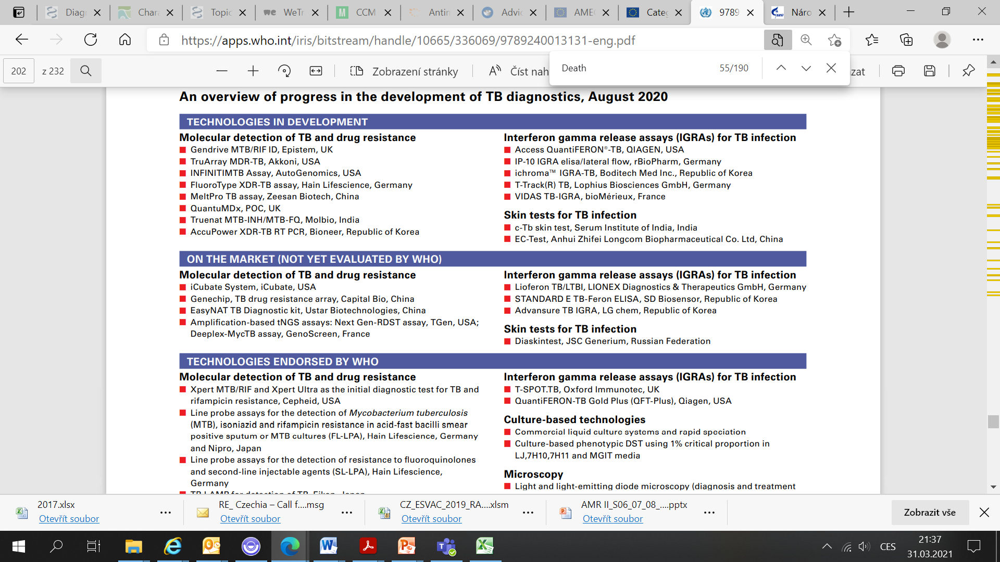 Diag
Chara
Topic
WeTr
CCM
Antin
Advic
AMEG
Categ
9789
Náro
https://apps.who.int/iris/bitstream/handle/10665/336069/9789240013131-eng.pdf
Death
55/190
202
z 232
Zobrazení stránky
Číst nah
zat
An overview of progress in the development of TB diagnostics, August 2020
TECHNOLOGIES IN DEVELOPMENT
Molecular detection of TB and drug resistance
Gendrive MTB/RIF ID, Epistem, UK
TruArray MDR-TB, Akkoni, USA
INFINITIMTB Assay, AutoGenomics, USA
FluoroType XDR-TB assay, Hain Lifescience, Germany
MeltPro TB assay, Zeesan Biotech, China
QuantuMDx, POC, UK
Truenat MTB-INH/MTB-FQ, Molbio, India
AccuPower XDR-TB RT PCR, Bioneer, Republic of Korea
Interferon gamma release assays (IGRAs) for TB infection
Access QuantiFERON®-TB, QIAGEN, USA
IP-10 IGRA elisa/lateral flow, rBioPharm, Germany
ichroma™ IGRA-TB, Boditech Med Inc., Republic of Korea
T-Track(R) TB, Lophius Biosciences GmbH, Germany
VIDAS TB-IGRA, bioMérieux, France
Skin tests for TB infection
c-Tb skin test, Serum Institute of India, India
EC-Test, Anhui Zhifei Longcom Biopharmaceutical Co. Ltd, China
ON THE MARKET (NOT YET EVALUATED BY WHO)
Molecular detection of TB and drug resistance
iCubate System, iCubate, USA
Genechip, TB drug resistance array, Capital Bio, China
EasyNAT TB Diagnostic kit, Ustar Biotechnologies, China
Amplification-based tNGS assays: Next Gen-RDST assay, TGen, USA;
Deeplex-MycTB assay, GenoScreen, France
Interferon gamma release assays (IGRAs) for TB infection
Lioferon TB/LTBI, LIONEX Diagnostics & Therapeutics GmbH, Germany
STANDARD E TB-Feron ELISA, SD Biosensor, Republic of Korea
Advansure TB IGRA, LG chem, Republic of Korea
Skin tests for TB infection
Diaskintest, JSC Generium, Russian Federation
TECHNOLOGIES ENDORSED BY WHO
Molecular detection of TB and drug resistance
Xpert MTB/RIF and Xpert Ultra as the initial diagnostic test for TB and
rifampicin resistance, Cepheid, USA
Line probe assays for the detection of Mycobacterium tuberculosis
(MTB), isoniazid and rifampicin resistance in acid-fast bacilli smear
positive sputum or MTB cultures (FL-LPA), Hain Lifescience, Germany
and Nipro, Japan
Line probe assays for the detection of resistance to fluoroquinolones
and second-line injectable agents (SL-LPA), Hain Lifescience,
Germany
TB LAMP for detection of TB, Eiken, Japan
Interferon gamma release assays (IGRAs) for TB infection
T-SPOT.TB, Oxford Immunotec, UK
QuantiFERON-TB Gold Plus (QFT-Plus), Qiagen, USA
Culture-based technologies
Commercial liquid culture systems and rapid speciation
Culture-based phenotypic DST using 1% critical proportion in
LJ,7H10,7H11 and MGIT media
Microscopy
Light and light-emitting diode microscopy (diagnosis and treatment
2017.xlsx
Otevřít soubor
RE_ Czechia – Call f....msg
Otevřít soubor
CZ_ESVAC_2019_RA....xlsm
Otevřít soubor
AMR II_S06_07_08_....pptx
Otevřít soubor
Zobrazit vše
CES
21:37
31.03.2021